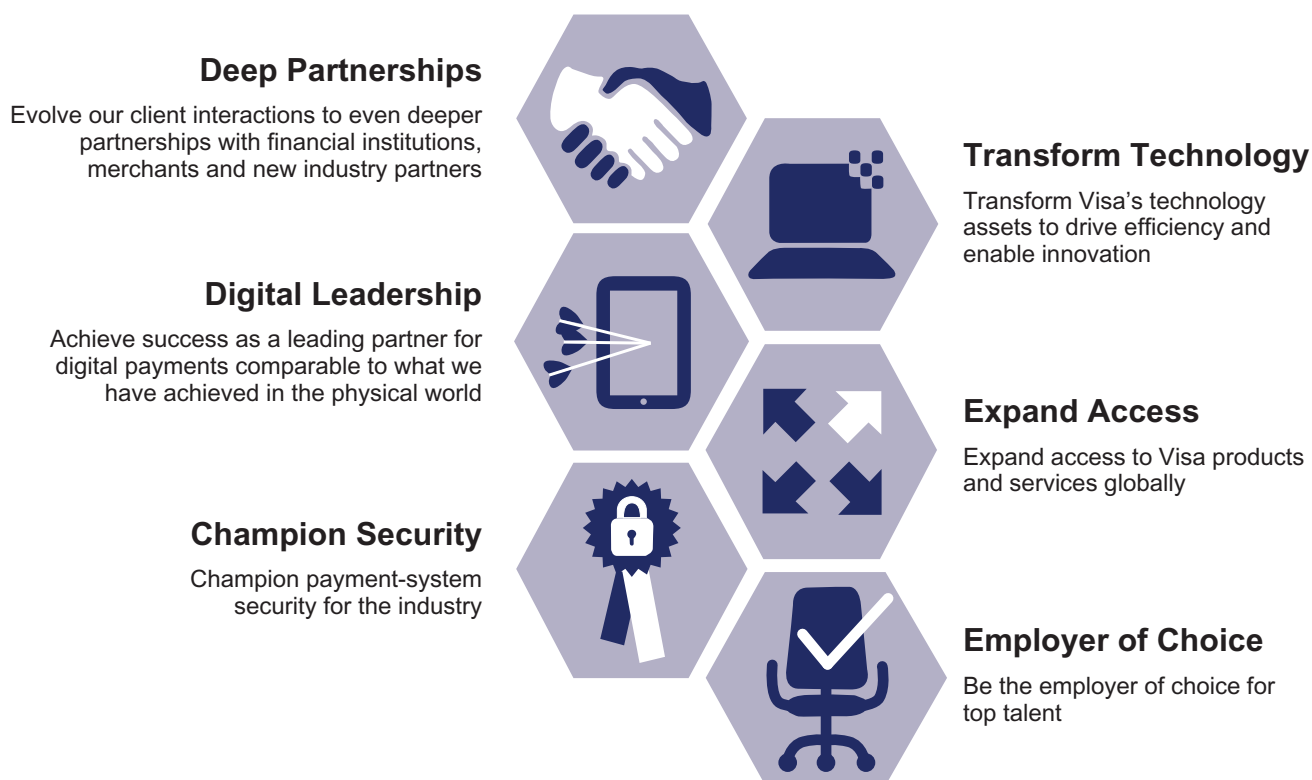 Deep Partnerships
Evolve our client interactions to even deeper
partnerships with financial institutions,
merchants and new industry partners
Transform Technology
Transform Visa’s technology
assets to drive efficiency and
enable innovation
Digital Leadership
Achieve success as a leading partner for
digital payments comparable to what we
have achieved in the physical world
Expand Access
Expand access to Visa products
and services globally
Champion Security
Champion payment-system
security for the industry
Employer of Choice
Be the employer of choice for
top talent